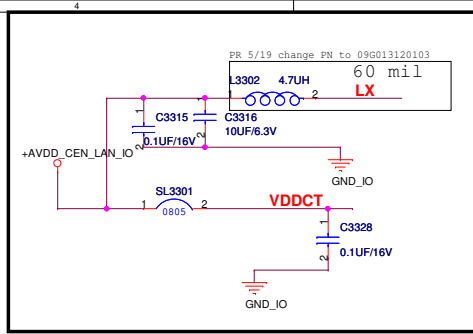 4
PR 5/19 change PN to 09G013120103
60 mil
L3302 4.7UH
1 2
LX
1 C3315 1 C3316
10UF/6.3V
2 0.1UF/16V 2
+AVDD_CEN_LAN_IO
GND_IO
SL3301
1 2 VDDCT
0805
1 C3328
2 0.1UF/16V
GND_IO